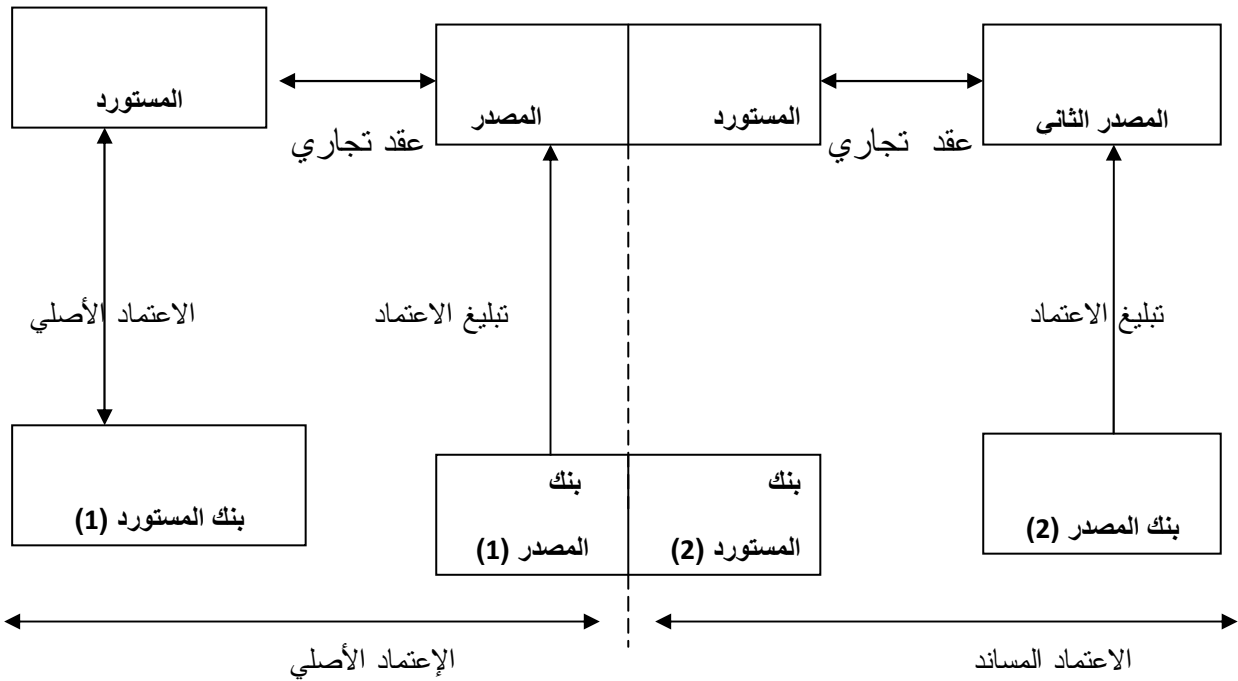 المصدر الثاني
المستورد
المصدر
المستورد
عقد تجاري
عقد تجاري
تبليغ الاعتماد
تبليغ الاعتماد
الاعتماد الأصلي
بنك المصدر (2)
بنك
المستورد (2)
بنك
المصدر (1)
بنك المستورد (1)
الاعتماد المساند
الإعتماد الأصلي